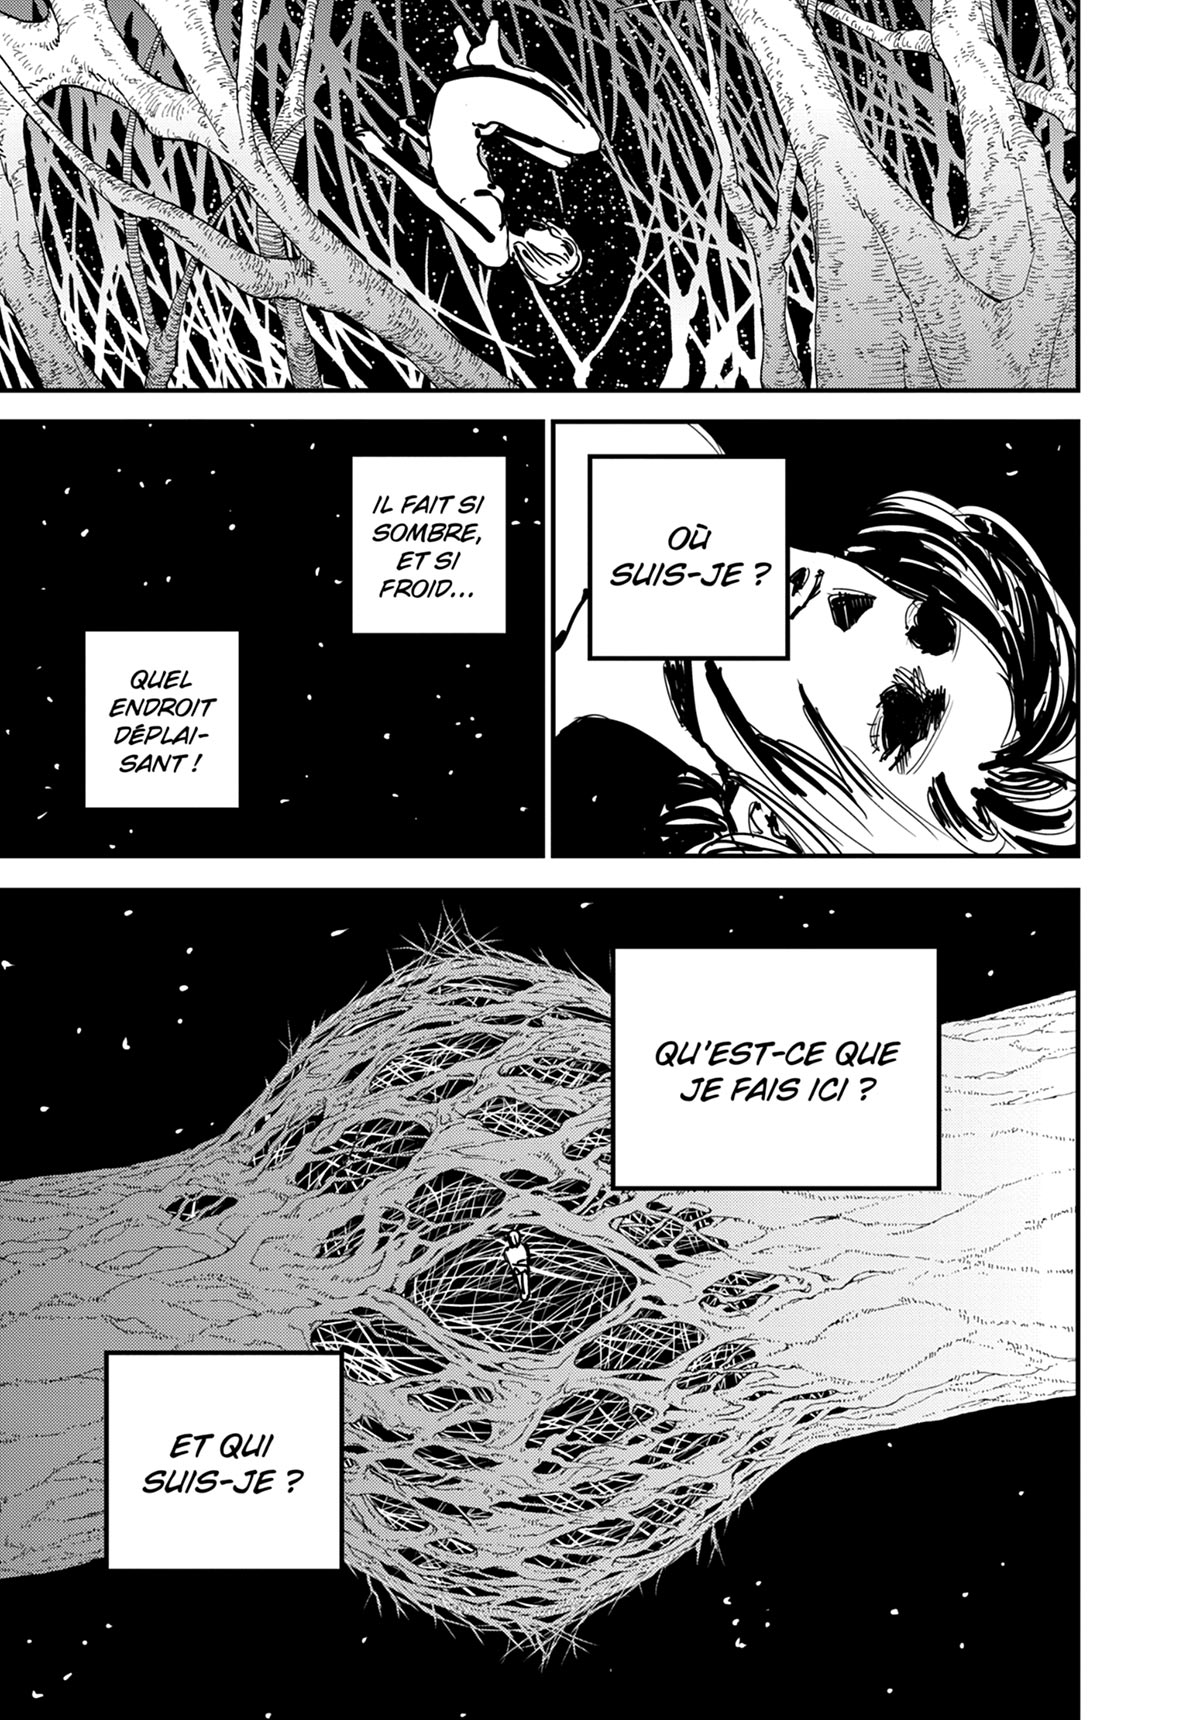 OÙ
SUIS-JE ?
IL FAIT SI
SOMBRE,
ET SI
FROID...
QUEL
ENDROIT
DÉPLAI-
SANT !
QU'EST-CE QUE
JE FAIS ICI ?
ET QUI
SUIS-JE ?